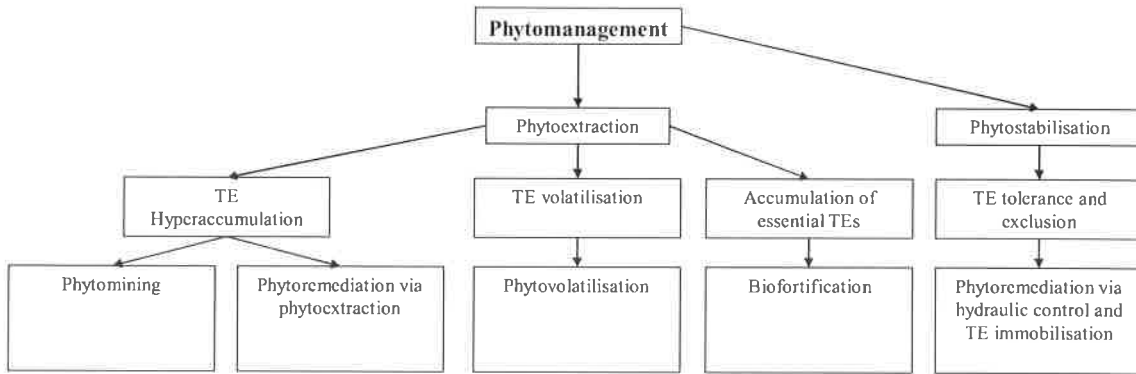 Phytomanagement
Phytoextraction
Phytostabilisation
TE
Hyperaccumulation
TE volatilisation
Accumulation of
essential TEs
TE tolerance and
exclusion
Phytomining
Phytoremediation via
phytoextraction
Phytovolatilisation
Biofortification
Phytoremediation via
hydraulic control and
TE immobilisation